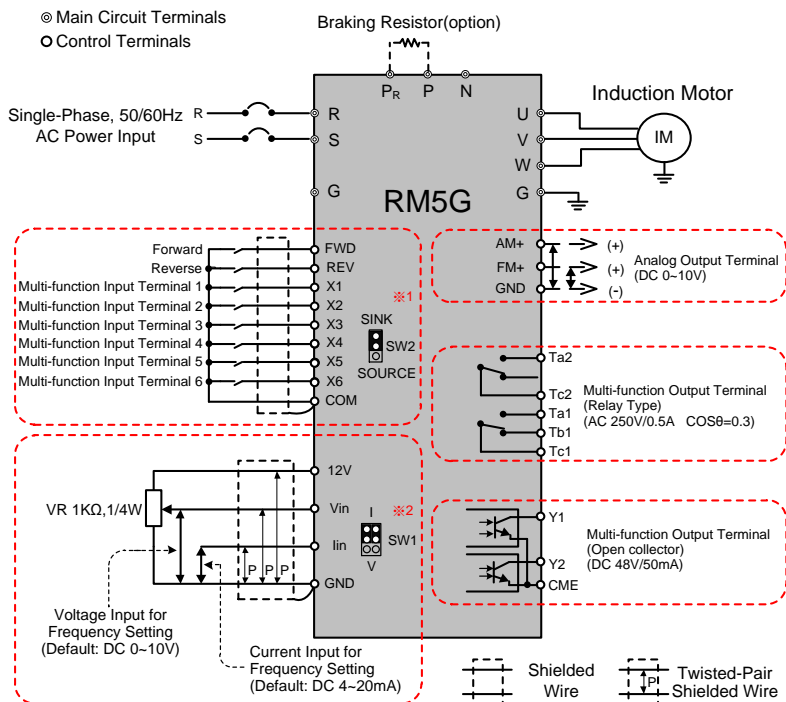 ⊚ Main Circuit Terminals
O Control Terminals
Braking Resistor(option)
PR P N
Single-Phase, 50/60Hz
AC Power Input
R
S
R
S
G
RM5G
U
V
W
G
Induction Motor
IM
Forward
Reverse
Multi-function Input Terminal 1
Multi-function Input Terminal 2
Multi-function Input Terminal 3
Multi-function Input Terminal 4
Multi-function Input Terminal 5
Multi-function Input Terminal 6
FWD
REV
X1
X2
X3
X4
X5
X6
COM
※1
SINK
SW2
SOURCE
AM+
FM+
GND
(+)
(+)
(-)
Analog Output Terminal
(DC 0~10V)
Ta2
Tc2
Ta1
Tb1
Tc1
Multi-function Output Terminal
(Relay Type)
(AC 250V/0.5A COSθ=0.3)
VR 1KΩ,1/4W
12V
Vin
Iin
GND
P P P
※2
I
SW1
V
Voltage Input for
Frequency Setting
(Default: DC 0~10V)
Current Input for
Frequency Setting
(Default: DC 4~20mA)
Y1
Y2
CME
Multi-function Output Terminal
(Open collector)
(DC 48V/50mA)
Shielded
Wire
P
Twisted-Pair
Shielded Wire